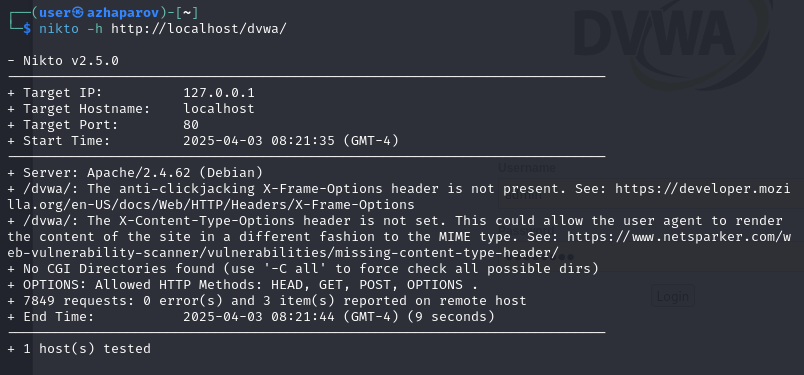 DVWA
┌──(user㉿azhaparov)-[~]
└─$ nikto -h http://localhost/dvwa/
- Nikto v2.5.0
---------------------------------------------------------------------------
+ Target IP: 127.0.0.1
+ Target Hostname: localhost
+ Target Port: 80
+ Start Time: 2025-04-03 08:21:35 (GMT-4)
---------------------------------------------------------------------------
+ Server: Apache/2.4.62 (Debian)
Username
+ /dvwa/: The anti-clickjacking X-Frame-Options header is not present. See: https://developer.mozi
lla.org/en-US/docs/Web/HTTP/Headers/X-Frame-Options
+ /dvwa/: The X-Content-Type-Options header is not set. This could allow the user agent to render
the content of the site in a different fashion to the MIME type. See: https://www.netsparker.com/w
eb-vulnerability-scanner/vulnerabilities/missing-content-type-header/
+ No CGI Directories found (use '-C all' to force check all possible dirs)
+ OPTIONS: Allowed HTTP Methods: HEAD, GET, POST, OPTIONS .
+ 7849 requests: 0 error(s) and 3 item(s) reported on remote host
Login
+ End Time: 2025-04-03 08:21:44 (GMT-4) (9 seconds)
---------------------------------------------------------------------------
+ 1 host(s) tested